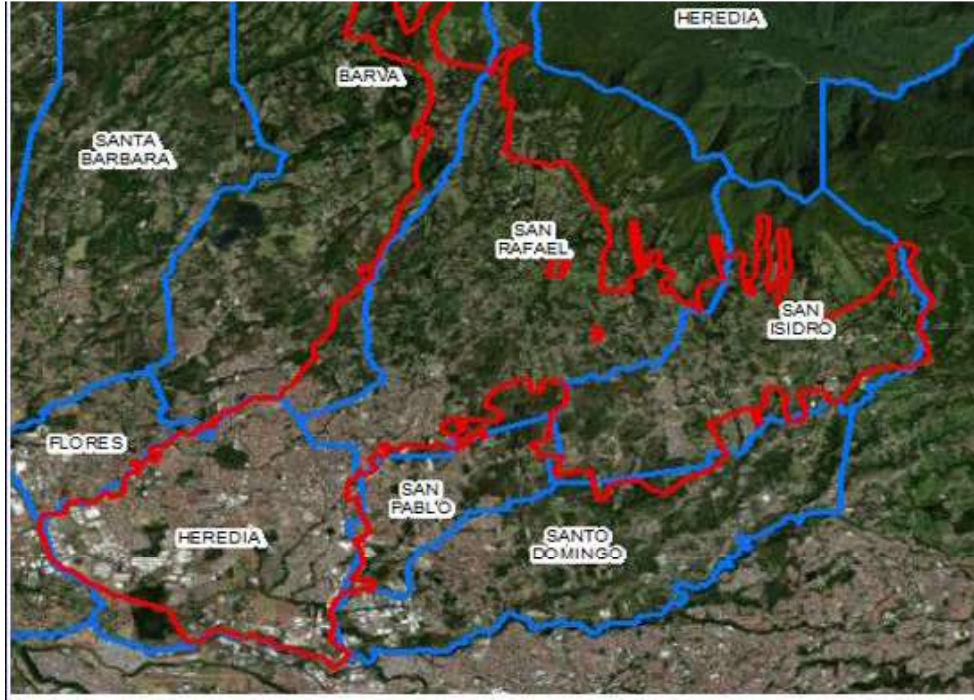 HEREDIA
BARVA
SANTA
BARBARA
SAN
RAFAEL
SAN
ISIDRO
FLORES
SAN
PABLO
HEREDIA
SANTO
DOMINGO